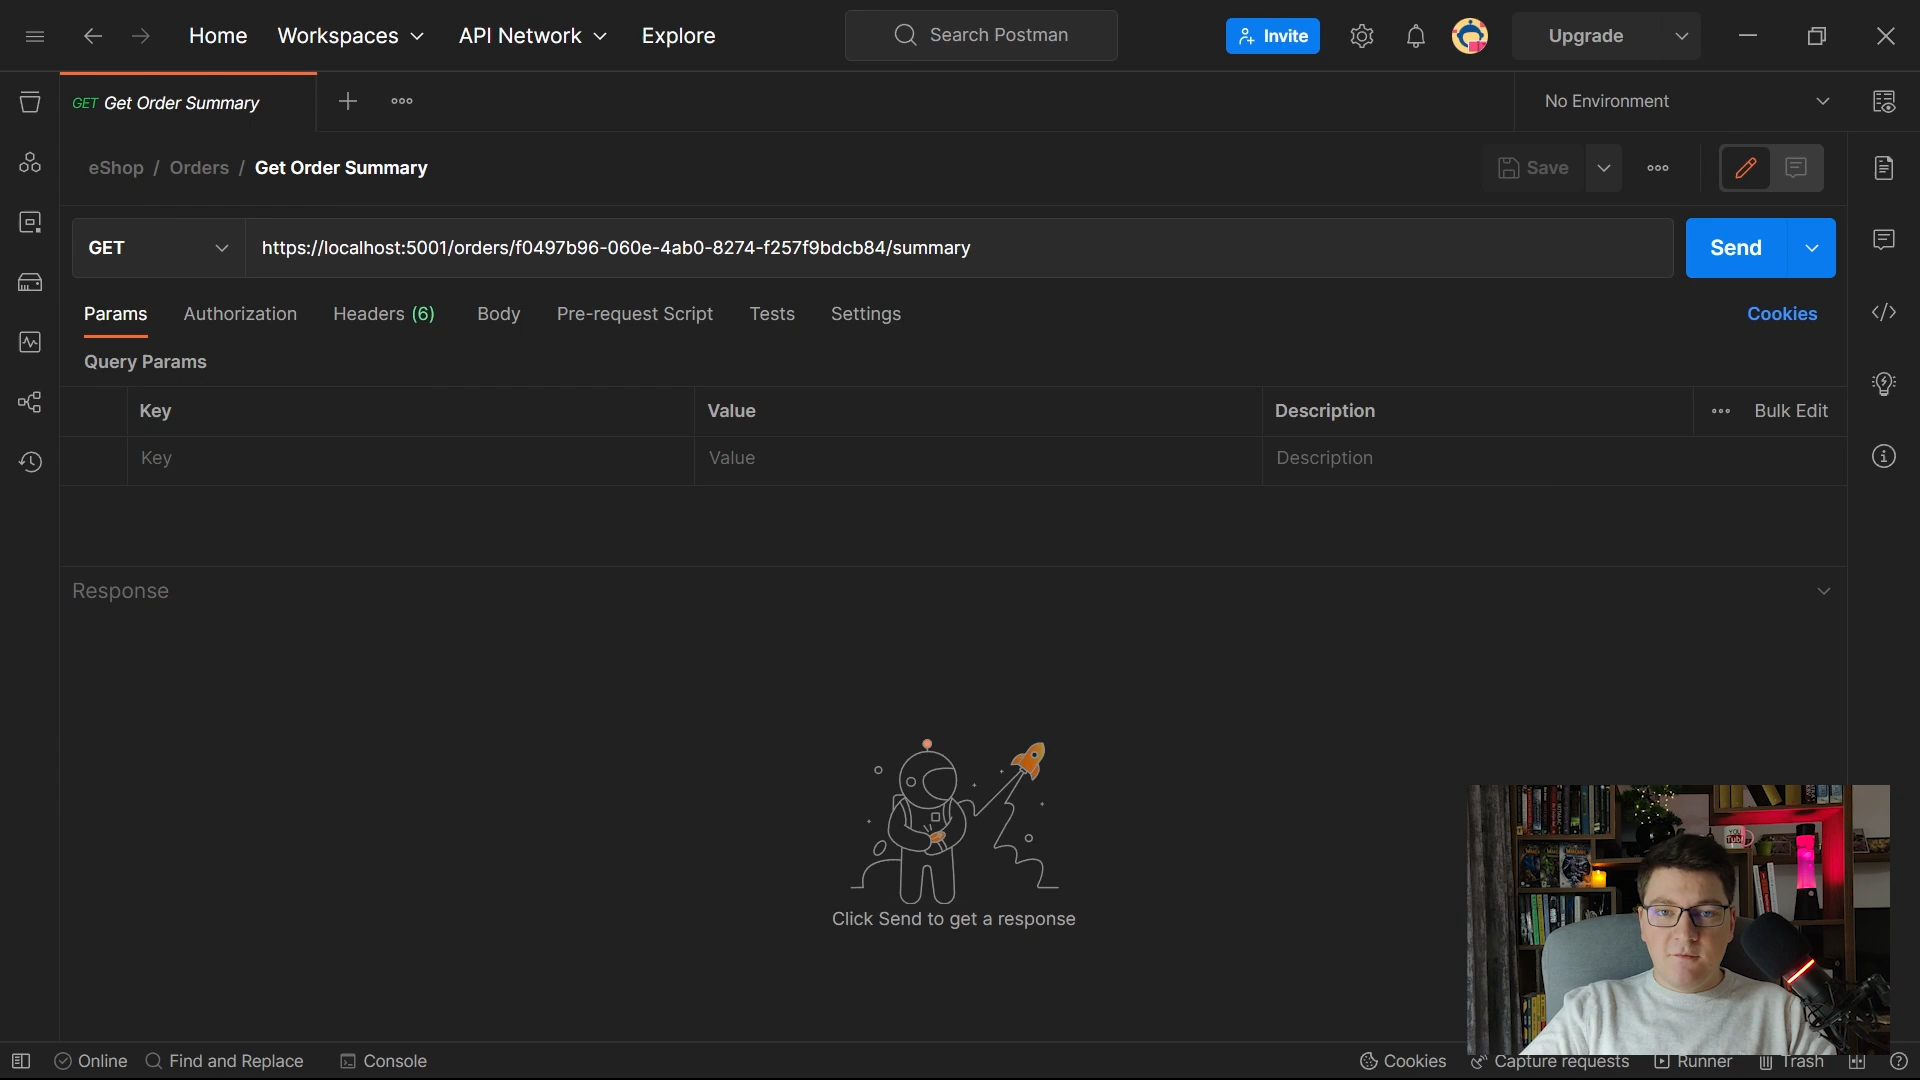 Home Workspaces API Network Explore Search Postman Invite Upgrade
GET Get Order Summary No Environment
eShop / Orders / Get Order Summary Save
GET https://localhost:5001/orders/f0497b96-060e-4ab0-8274-f257f9bdcb84/summary Send
Params Authorization Headers (6) Body Pre-request Script Tests Settings Cookies
Query Params
Key Value Description Bulk Edit
Key Value Description
Response
Click Send to get a response
Online Find and Replace Console Cookies Capture requests Runner Trash